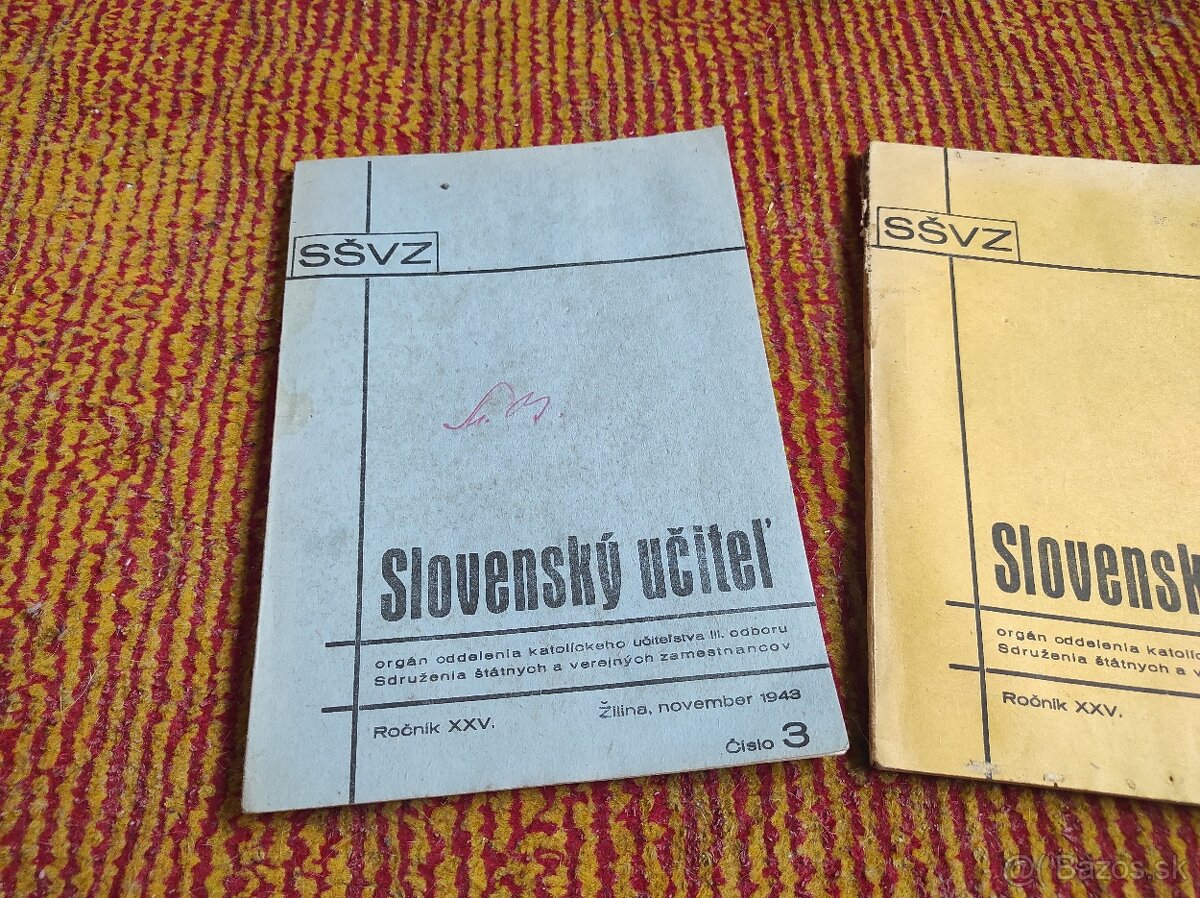 SŠVZ
Slovenský učiteľ
orgán oddelenia katolíckeho učiteľstva III. odboru
Sdruženia štátnych a verejných zamestnancov
Ročník XXV.
Žilina, november 1943
Číslo 3
SŠVZ
Slovensk
orgán oddelenia katolíc
Sdruženia štátnych a v
Ročník XXV.
@ Bazos.sk